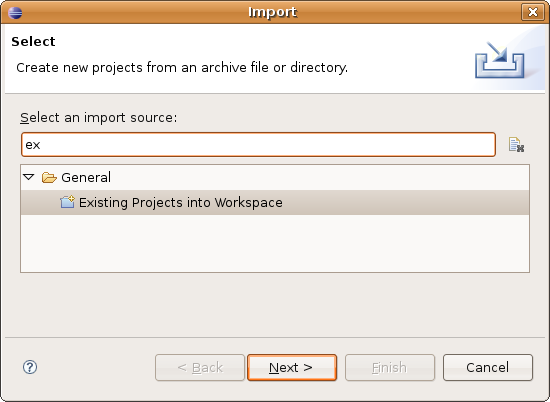 Import
Select
Create new projects from an archive file or directory.
Select an import source:
ex
General
Existing Projects into Workspace
?
< Back
Next >
Finish
Cancel